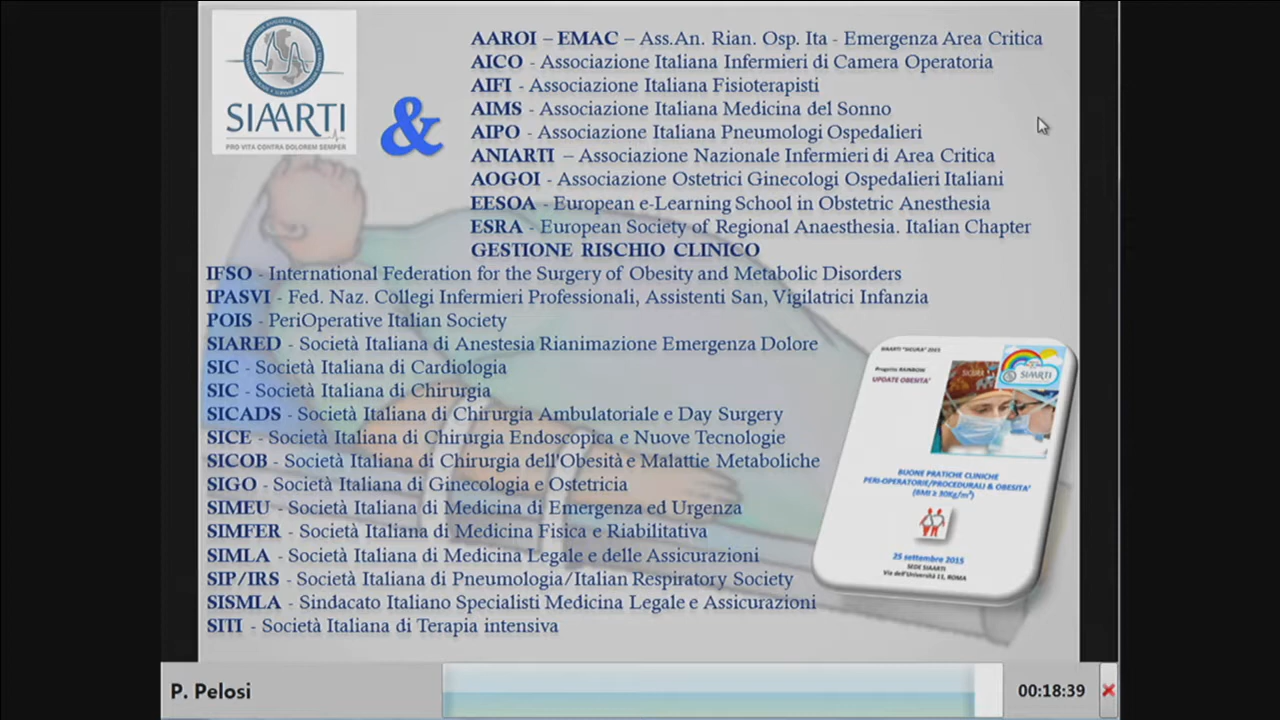 SIAARTI
PRO VITA CONTRA DOLOREM SEMPER
&
AAROI – EMAC – Ass.An. Rian. Osp. Ita - Emergenza Area Critica
AICO - Associazione Italiana Infermieri di Camera Operatoria
AIFI - Associazione Italiana Fisioterapisti
AIMS - Associazione Italiana Medicina del Sonno
AIPO - Associazione Italiana Pneumologi Ospedalieri
ANIARTI – Associazione Nazionale Infermieri di Area Critica
AOGOI - Associazione Ostetrici Ginecologi Ospedalieri Italiani
EESOA - European e-Learning School in Obstetric Anesthesia
ESRA - European Society of Regional Anaesthesia. Italian Chapter
GESTIONE RISCHIO CLINICO
IFSO - International Federation for the Surgery of Obesity and Metabolic Disorders
IPASVI - Fed. Naz. Collegi Infermieri Professionali, Assistenti San, Vigilatrici Infanzia
POIS - PeriOperative Italian Society
SIARED - Società Italiana di Anestesia Rianimazione Emergenza Dolore
SIC - Società Italiana di Cardiologia
SIC - Società Italiana di Chirurgia
SICADS - Società Italiana di Chirurgia Ambulatoriale e Day Surgery
SICE - Società Italiana di Chirurgia Endoscopica e Nuove Tecnologie
SICOB - Società Italiana di Chirurgia dell'Obesità e Malattie Metaboliche
SIGO - Società Italiana di Ginecologia e Ostetricia
SIMEU - Società Italiana di Medicina di Emergenza ed Urgenza
SIMFER - Società Italiana di Medicina Fisica e Riabilitativa
SIMLA - Società Italiana di Medicina Legale e delle Assicurazioni
SIP/IRS - Società Italiana di Pneumologia/Italian Respiratory Society
SISMLA - Sindacato Italiano Specialisti Medicina Legale e Assicurazioni
SITI - Società Italiana di Terapia intensiva
SIAARTI "SICURA" 2015
Progetto RAINBOW
UPDATE OBESITA'
SICURA
SIAARTI
BUONE PRATICHE CLINICHE
PERI-OPERATORIE/PROCEDURALI & OBESITA'
(BMI ≥ 30Kg/m²)
25 settembre 2015
SEDE SIAARTI
Via dell'Università 11, ROMA
P. Pelosi
00:18:39